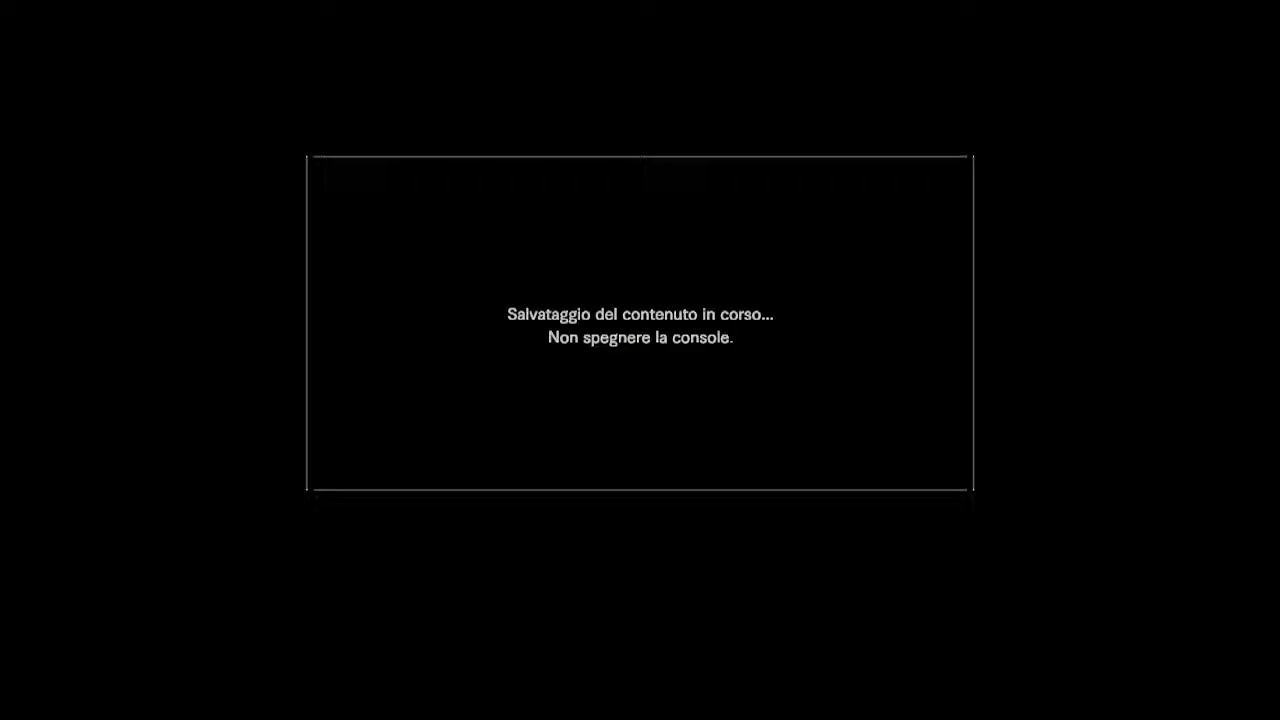 Salvataggio del contenuto in corso...
Non spegnere la console.